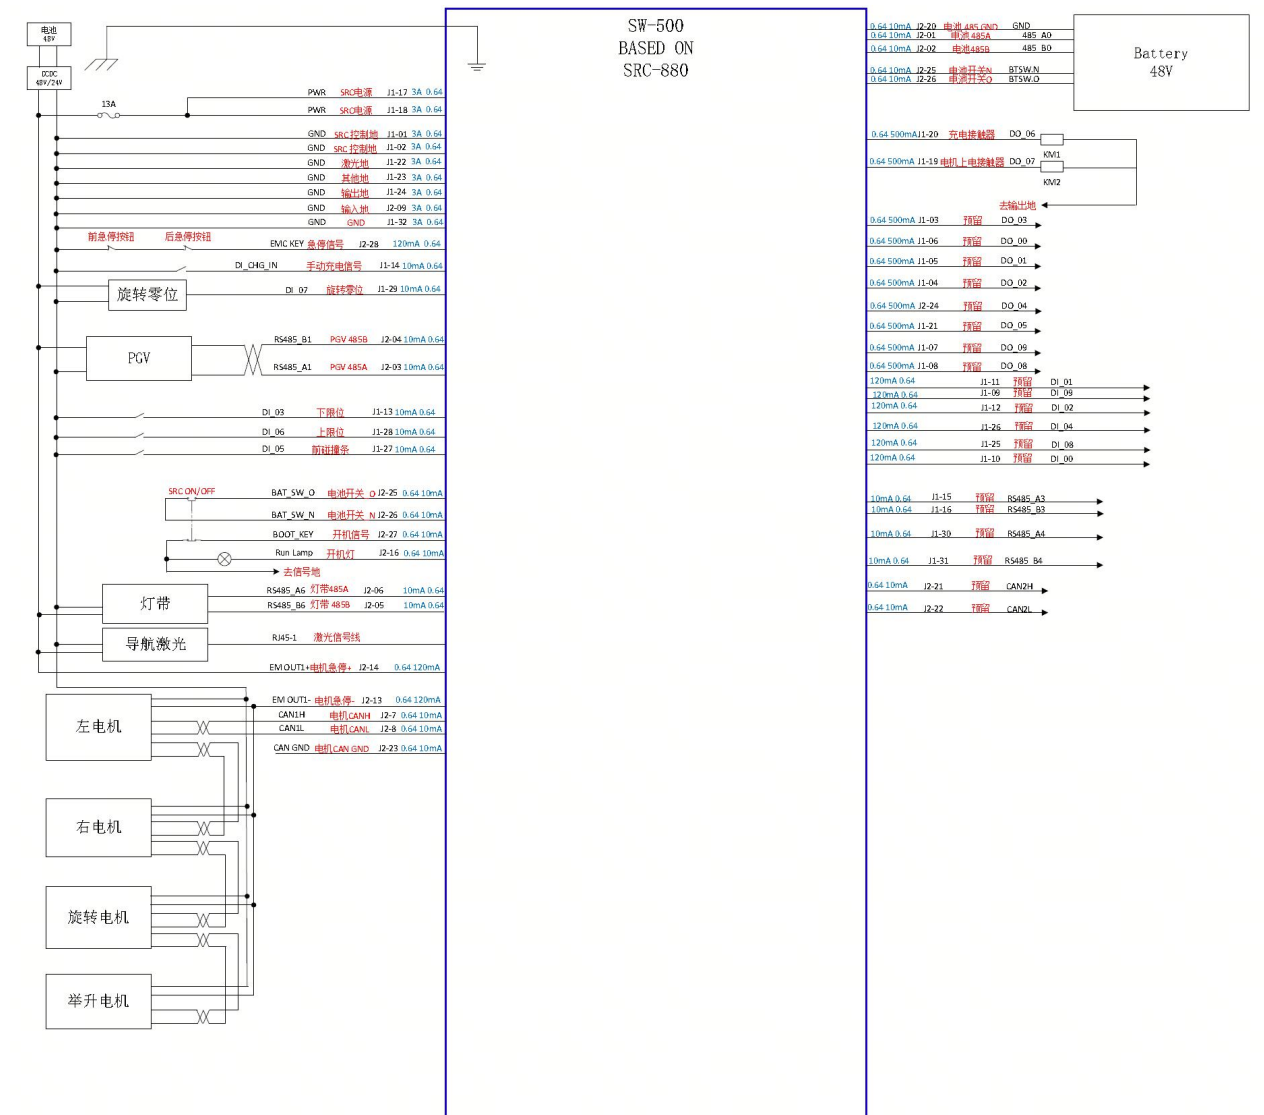 SW-500
BASED ON
SRC-880
电池
48V
DCDC
48V/24V
13A
PWR SRC电源 J1-17 3A 0.64
PWR SRC电源 J1-18 3A 0.64
GND SRC 控制地 J1-01 3A 0.64
GND SRC 控制地 J1-02 3A 0.64
GND 激光地 J1-22 3A 0.64
GND 其他地 J1-23 3A 0.64
GND 输出地 J1-24 3A 0.64
GND 输入地 J2-09 3A 0.64
GND GND J1-32 3A 0.64
前急停按钮 后急停按钮
EMC KEY 急停信号 J2-28 120mA 0.64
DI_CHG_IN 手动充电信号 J1-14 10mA 0.64
旋转零位
DI_07 旋转零位 J1-29 10mA 0.64
PGV
RS485_B1 PGV 485B J2-04 10mA 0.64
RS485_A1 PGV 485A J2-03 10mA 0.64
DI_03 下限位 J1-13 10mA 0.64
DI_06 上限位 J1-28 10mA 0.64
DI_05 前碰撞条 J1-27 10mA 0.64
SRC ON/OFF
BAT_SW_O 电池开关_O J2-25 0.64 10mA
BAT_SW_N 电池开关_N J2-26 0.64 10mA
BOOT_KEY 开机信号 J2-27 0.64 10mA
Run Lamp 开机灯 J2-16 0.64 10mA
去信号地
灯带
RS485_A6 灯带485A J2-06 10mA 0.64
RS485_B6 灯带 485B J2-05 10mA 0.64
导航激光
RJ45-1 激光信号线
EM OUT1+ 电机急停+ J2-14 0.64 120mA
左电机
EM OUT1- 电机急停- J2-13 0.64 120mA
CAN1H 电机CANH J2-7 0.64 10mA
CAN1L 电机CANL J2-8 0.64 10mA
CAN GND 电机CAN GND J2-23 0.64 10mA
右电机
旋转电机
举升电机
0.64 10mA J2-20 电池 485 GND GND
0.64 10mA J2-01 电池 485A 485_A0
0.64 10mA J2-02 电池485B 485_B0
0.64 10mA J2-25 电池开关N BTSW.N
0.64 10mA J2-26 电池开关O BTSW.O
Battery
48V
0.64 500mA J1-20 充电接触器 DO_06
KM1
0.64 500mA J1-19 电机上电接触器 DO_07
KM2
去输出地
0.64 500mA J1-03 预留 DO_03
0.64 500mA J1-06 预留 DO_00
0.64 500mA J1-05 预留 DO_01
0.64 500mA J1-04 预留 DO_02
0.64 500mA J2-24 预留 DO_04
0.64 500mA J1-21 预留 DO_05
0.64 500mA J1-07 预留 DO_09
0.64 500mA J1-08 预留 DO_08
120mA 0.64 J1-11 预留 DI_01
120mA 0.64 J1-09 预留 DI_09
120mA 0.64 J1-12 预留 DI_02
120mA 0.64 J1-26 预留 DI_04
120mA 0.64 J1-25 预留 DI_08
120mA 0.64 J1-10 预留 DI_00
10mA 0.64 J1-15 预留 RS485_A3
10mA 0.64 J1-16 预留 RS485_B3
10mA 0.64 J1-30 预留 RS485_A4
10mA 0.64 J1-31 预留 RS485_B4
0.64 10mA J2-21 预留 CAN2H
0.64 10mA J2-22 预留 CAN2L